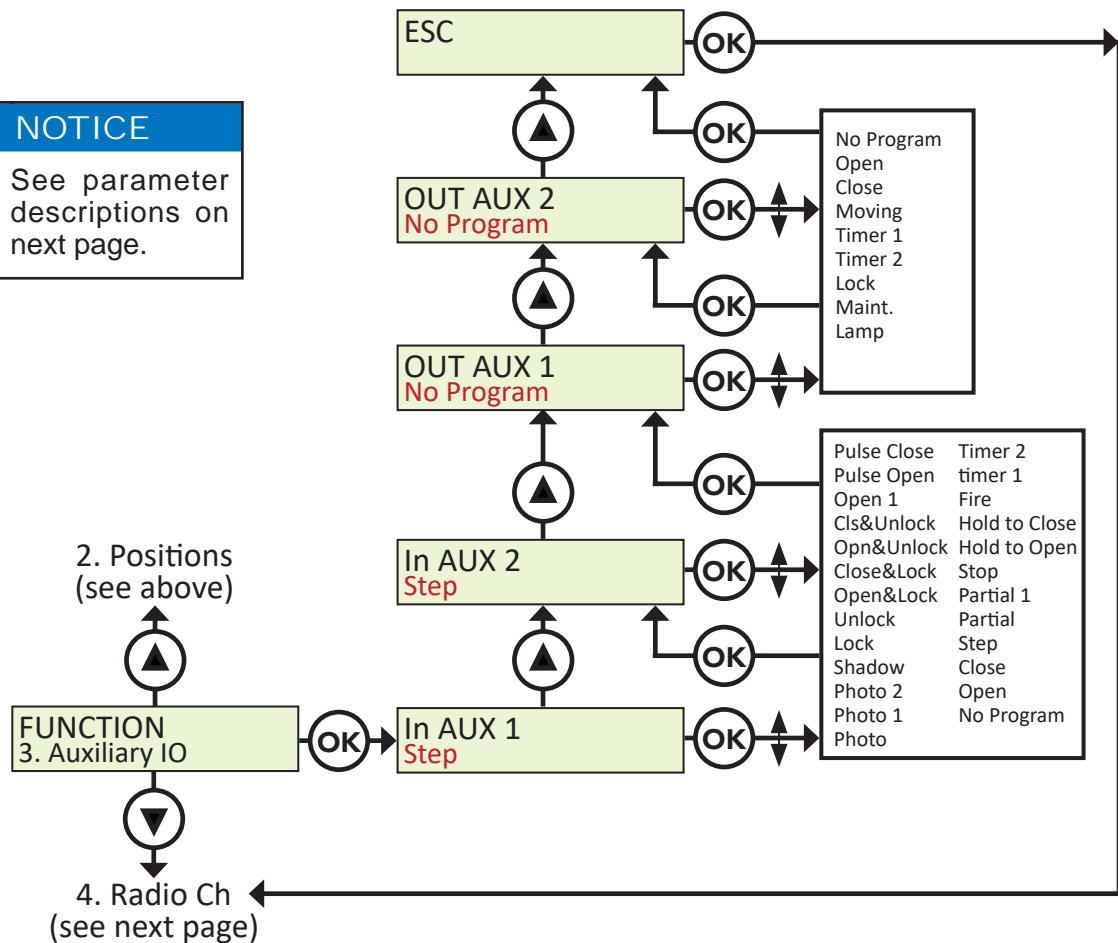 ESC
OK
NOTICE
See parameter
descriptions on
next page.
OK
No Program
Open
Close
Moving
Timer 1
Timer 2
Lock
Maint.
Lamp
OUT AUX 2
No Program
OK
OK
OUT AUX 1
No Program
OK
OK
Pulse Close Timer 2
Pulse Open timer 1
Open 1 Fire
Cls&Unlock Hold to Close
Opn&Unlock Hold to Open
Close&Lock Stop
Open&Lock Partial 1
Unlock Partial
Lock Step
Shadow Close
Photo 2 Open
Photo 1 No Program
Photo
In AUX 2
Step
OK
OK
2. Positions
(see above)
FUNCTION
3. Auxiliary IO
OK
In AUX 1
Step
OK
4. Radio Ch
(see next page)